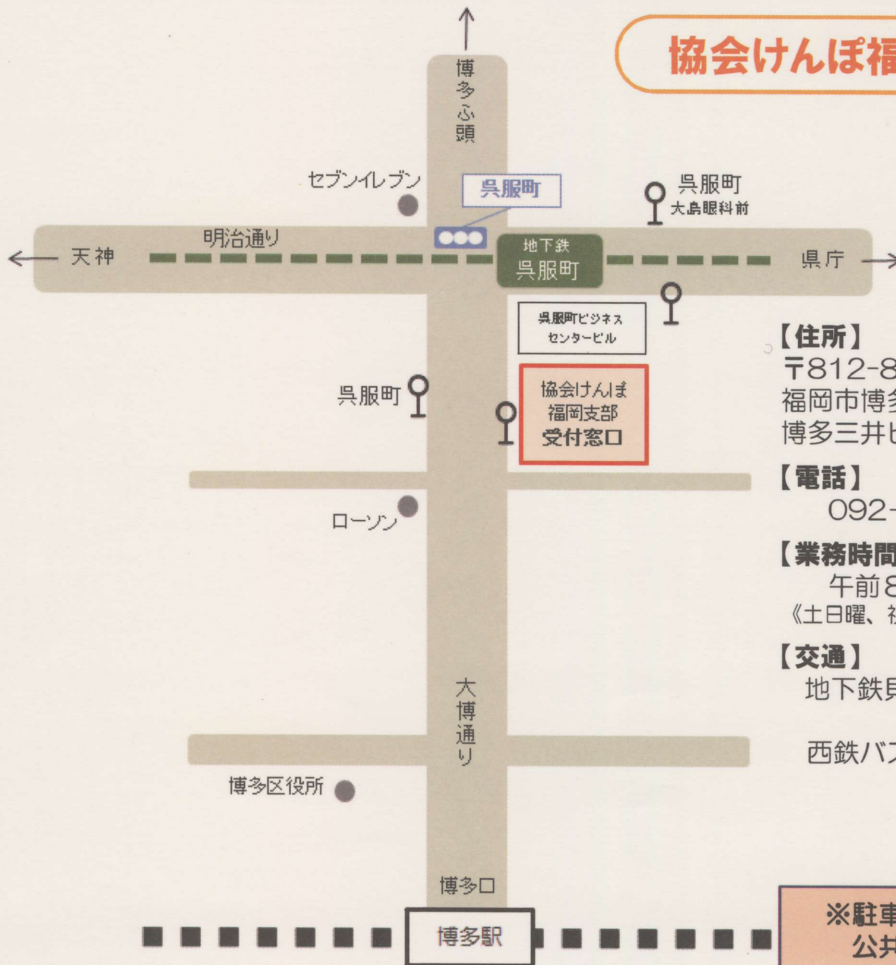 協会けんぽ福
博多ふ頭
セブンイレブン
呉服町
呉服町
大島眼科前
天神
明治通り
地下鉄
呉服町
県庁
呉服町ビジネス
センタービル
呉服町
協会けんぽ
福岡支部
受付窓口
ローソン
大博通り
博多区役所
博多口
博多駅
【住所】
〒812-8
福岡市博多
博多三井ビ
【電話】
092-
【業務時間
午前8
《土日曜、祝
【交通】
地下鉄貝
西鉄バス
※駐車
公共